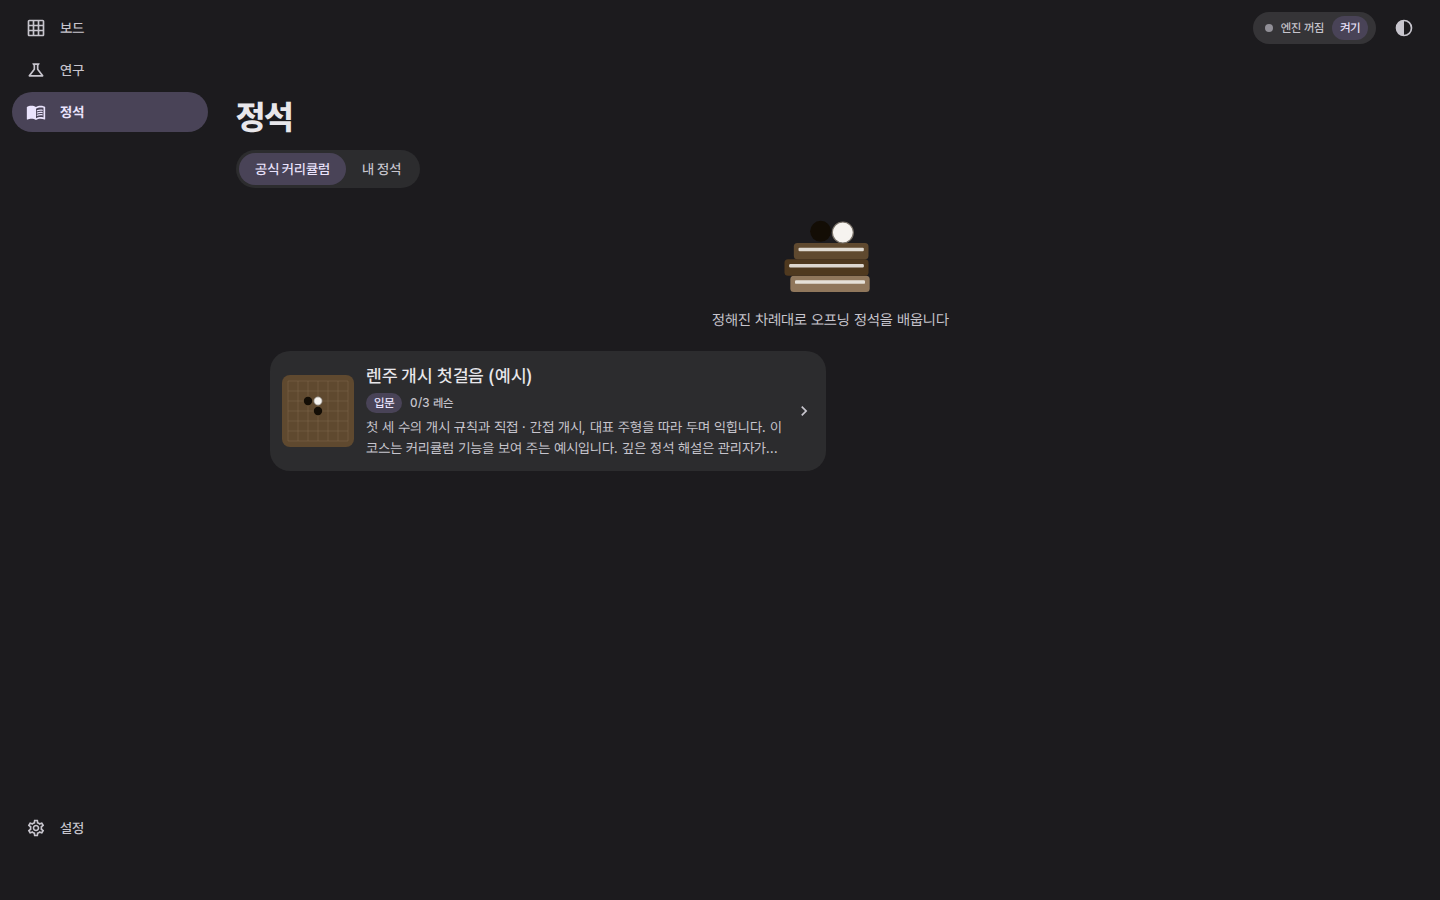 보드
엔진 꺼짐
켜기
연구
정석
정석
공식 커리큘럼
내 정석
정해진 차례대로 오프닝 정석을 배웁니다
렌주 개시 첫걸음 (예시)
입문
0/3 레슨
첫 세 수의 개시 규칙과 직접 · 간접 개시, 대표 주형을 따라 두며 익힙니다. 이
코스는 커리큘럼 기능을 보여 주는 예시입니다. 깊은 정석 해설은 관리자가...
설정